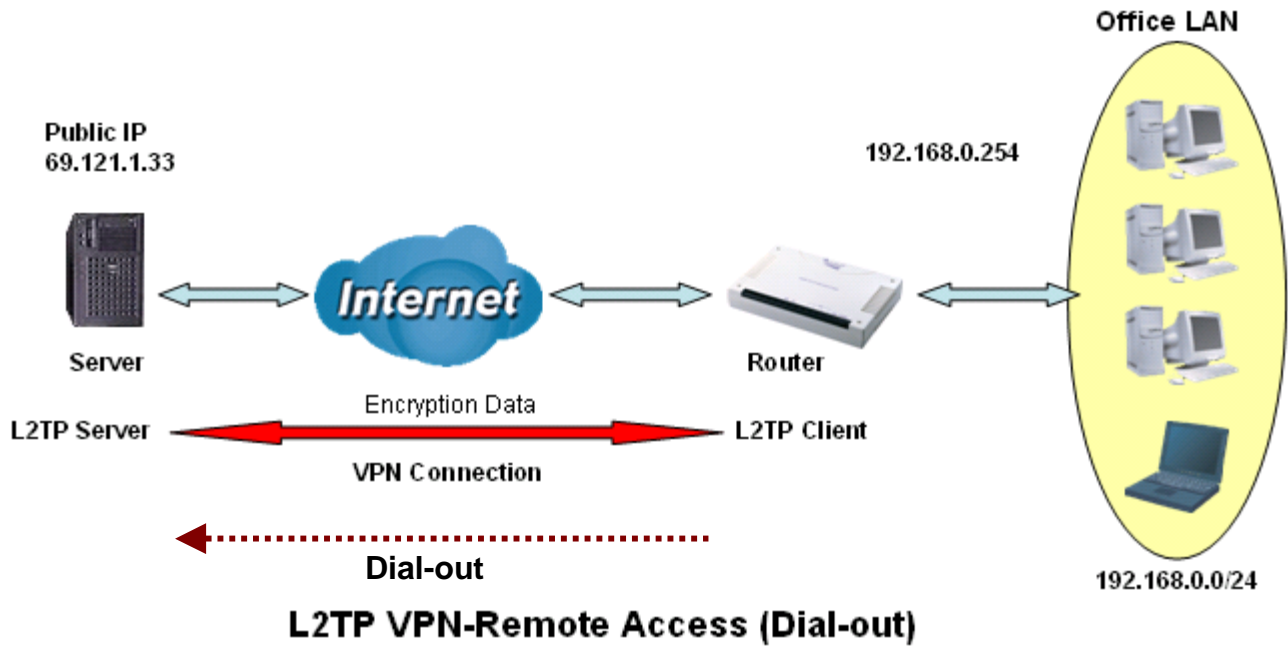 Office LAN
Public IP
69.121.1.33
192.168.0.254
Internet
Server
Router
Encryption Data
L2TP Server
L2TP Client
VPN Connection
Dial-out
192.168.0.0/24
L2TP VPN-Remote Access (Dial-out)